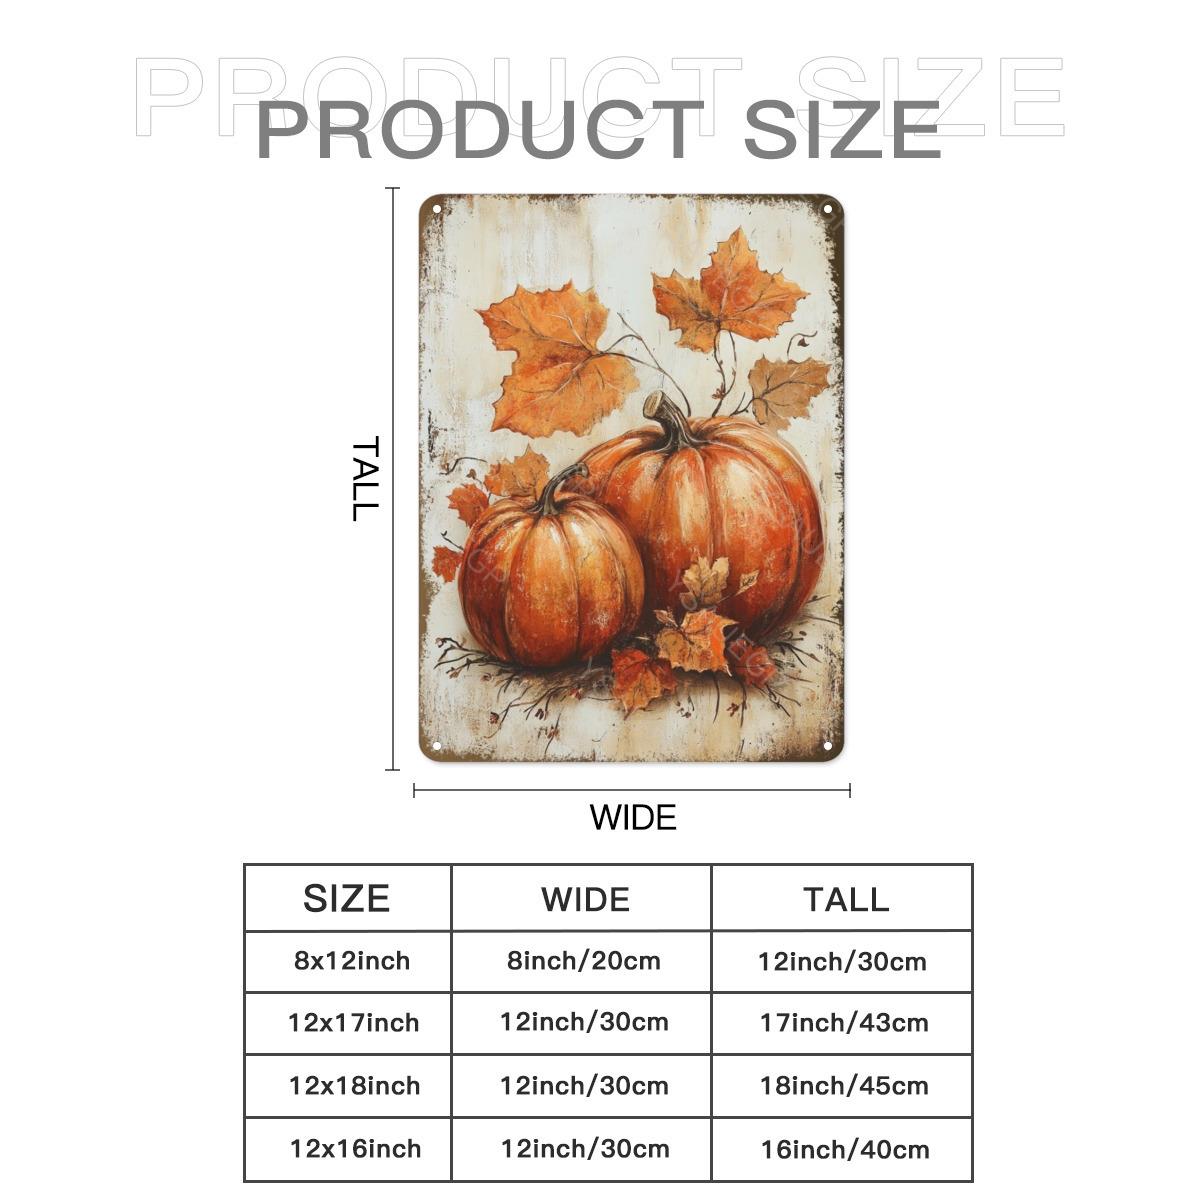 PRODUCT SIZE
PRODUCT SIZE
TALL
WIDE
SIZE WIDE TALL
8x12inch 8inch/20cm 12inch/30cm
12x17inch 12inch/30cm 17inch/43cm
12x18inch 12inch/30cm 18inch/45cm
12x16inch 12inch/30cm 16inch/40cm